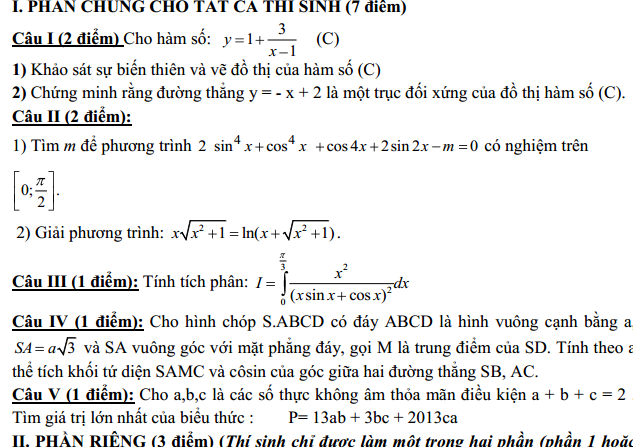 I. PHẦN CHUNG CHO TẤT CẢ THÍ SINH (7 điểm)
Câu I (2 điểm) Cho hàm số: y = 1 + \frac{3}{x-1} (C)
1) Khảo sát sự biến thiên và vẽ đồ thị của hàm số (C)
2) Chứng minh rằng đường thẳng y = - x + 2 là một trục đối xứng của đồ thị hàm số (C).
Câu II (2 điểm):
1) Tìm m để phương trình 2 sin^4 x + cos^4 x + cos 4x + 2 sin 2x - m = 0 có nghiệm trên
[0; \frac{π}{2}].
2) Giải phương trình: x\sqrt{x^2+1} = ln(x + \sqrt{x^2+1}).
Câu III (1 điểm): Tính tích phân: I = \int_0^{\frac{π}{3}} \frac{x^2}{(x sin x + cos x)^2} dx
Câu IV (1 điểm): Cho hình chóp S.ABCD có đáy ABCD là hình vuông cạnh bằng a
SA = a\sqrt{3} và SA vuông góc với mặt phẳng đáy, gọi M là trung điểm của SD. Tính theo a
thể tích khối tứ diện SAMC và côsin của góc giữa hai đường thẳng SB, AC.
Câu V (1 điểm): Cho a,b,c là các số thực không âm thỏa mãn điều kiện a + b + c = 2
Tìm giá trị lớn nhất của biểu thức : P= 13ab + 3bc + 2013ca
II. PHẦN RIÊNG (3 điểm) (Thí sinh chỉ được làm một trong hai phần (phần 1 hoặc